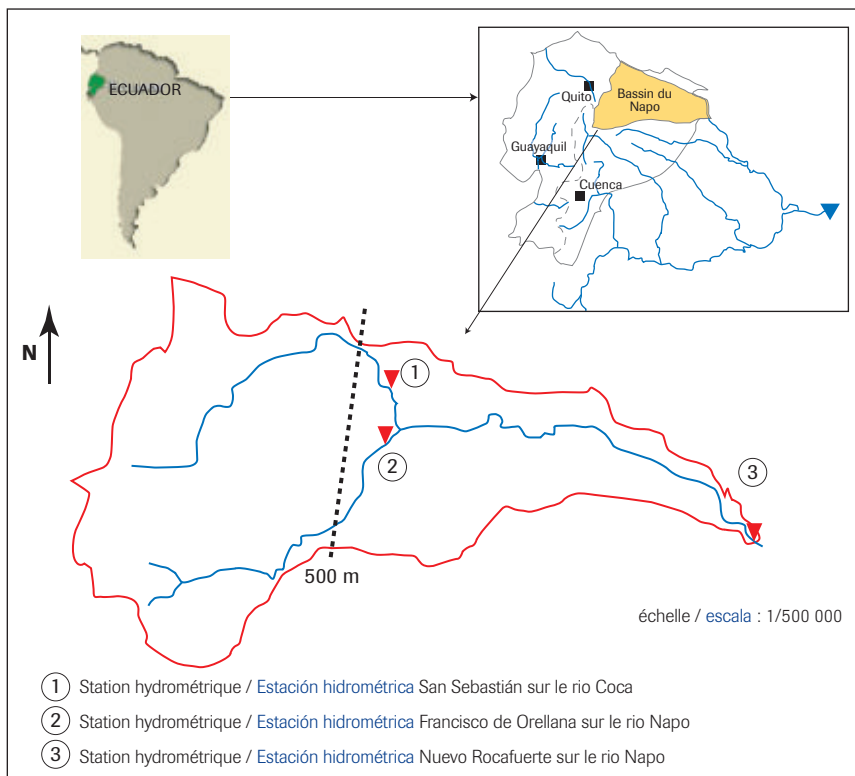 ECUADOR
Quito
Bassin du
Napo
Guayaquil
Cuenca
N
1
2
3
500 m
échelle / escala : 1/500 000
1 Station hydrométrique / Estación hidrométrica San Sebastián sur le rio Coca
2 Station hydrométrique / Estación hidrométrica Francisco de Orellana sur le rio Napo
3 Station hydrométrique / Estación hidrométrica Nuevo Rocafuerte sur le rio Napo